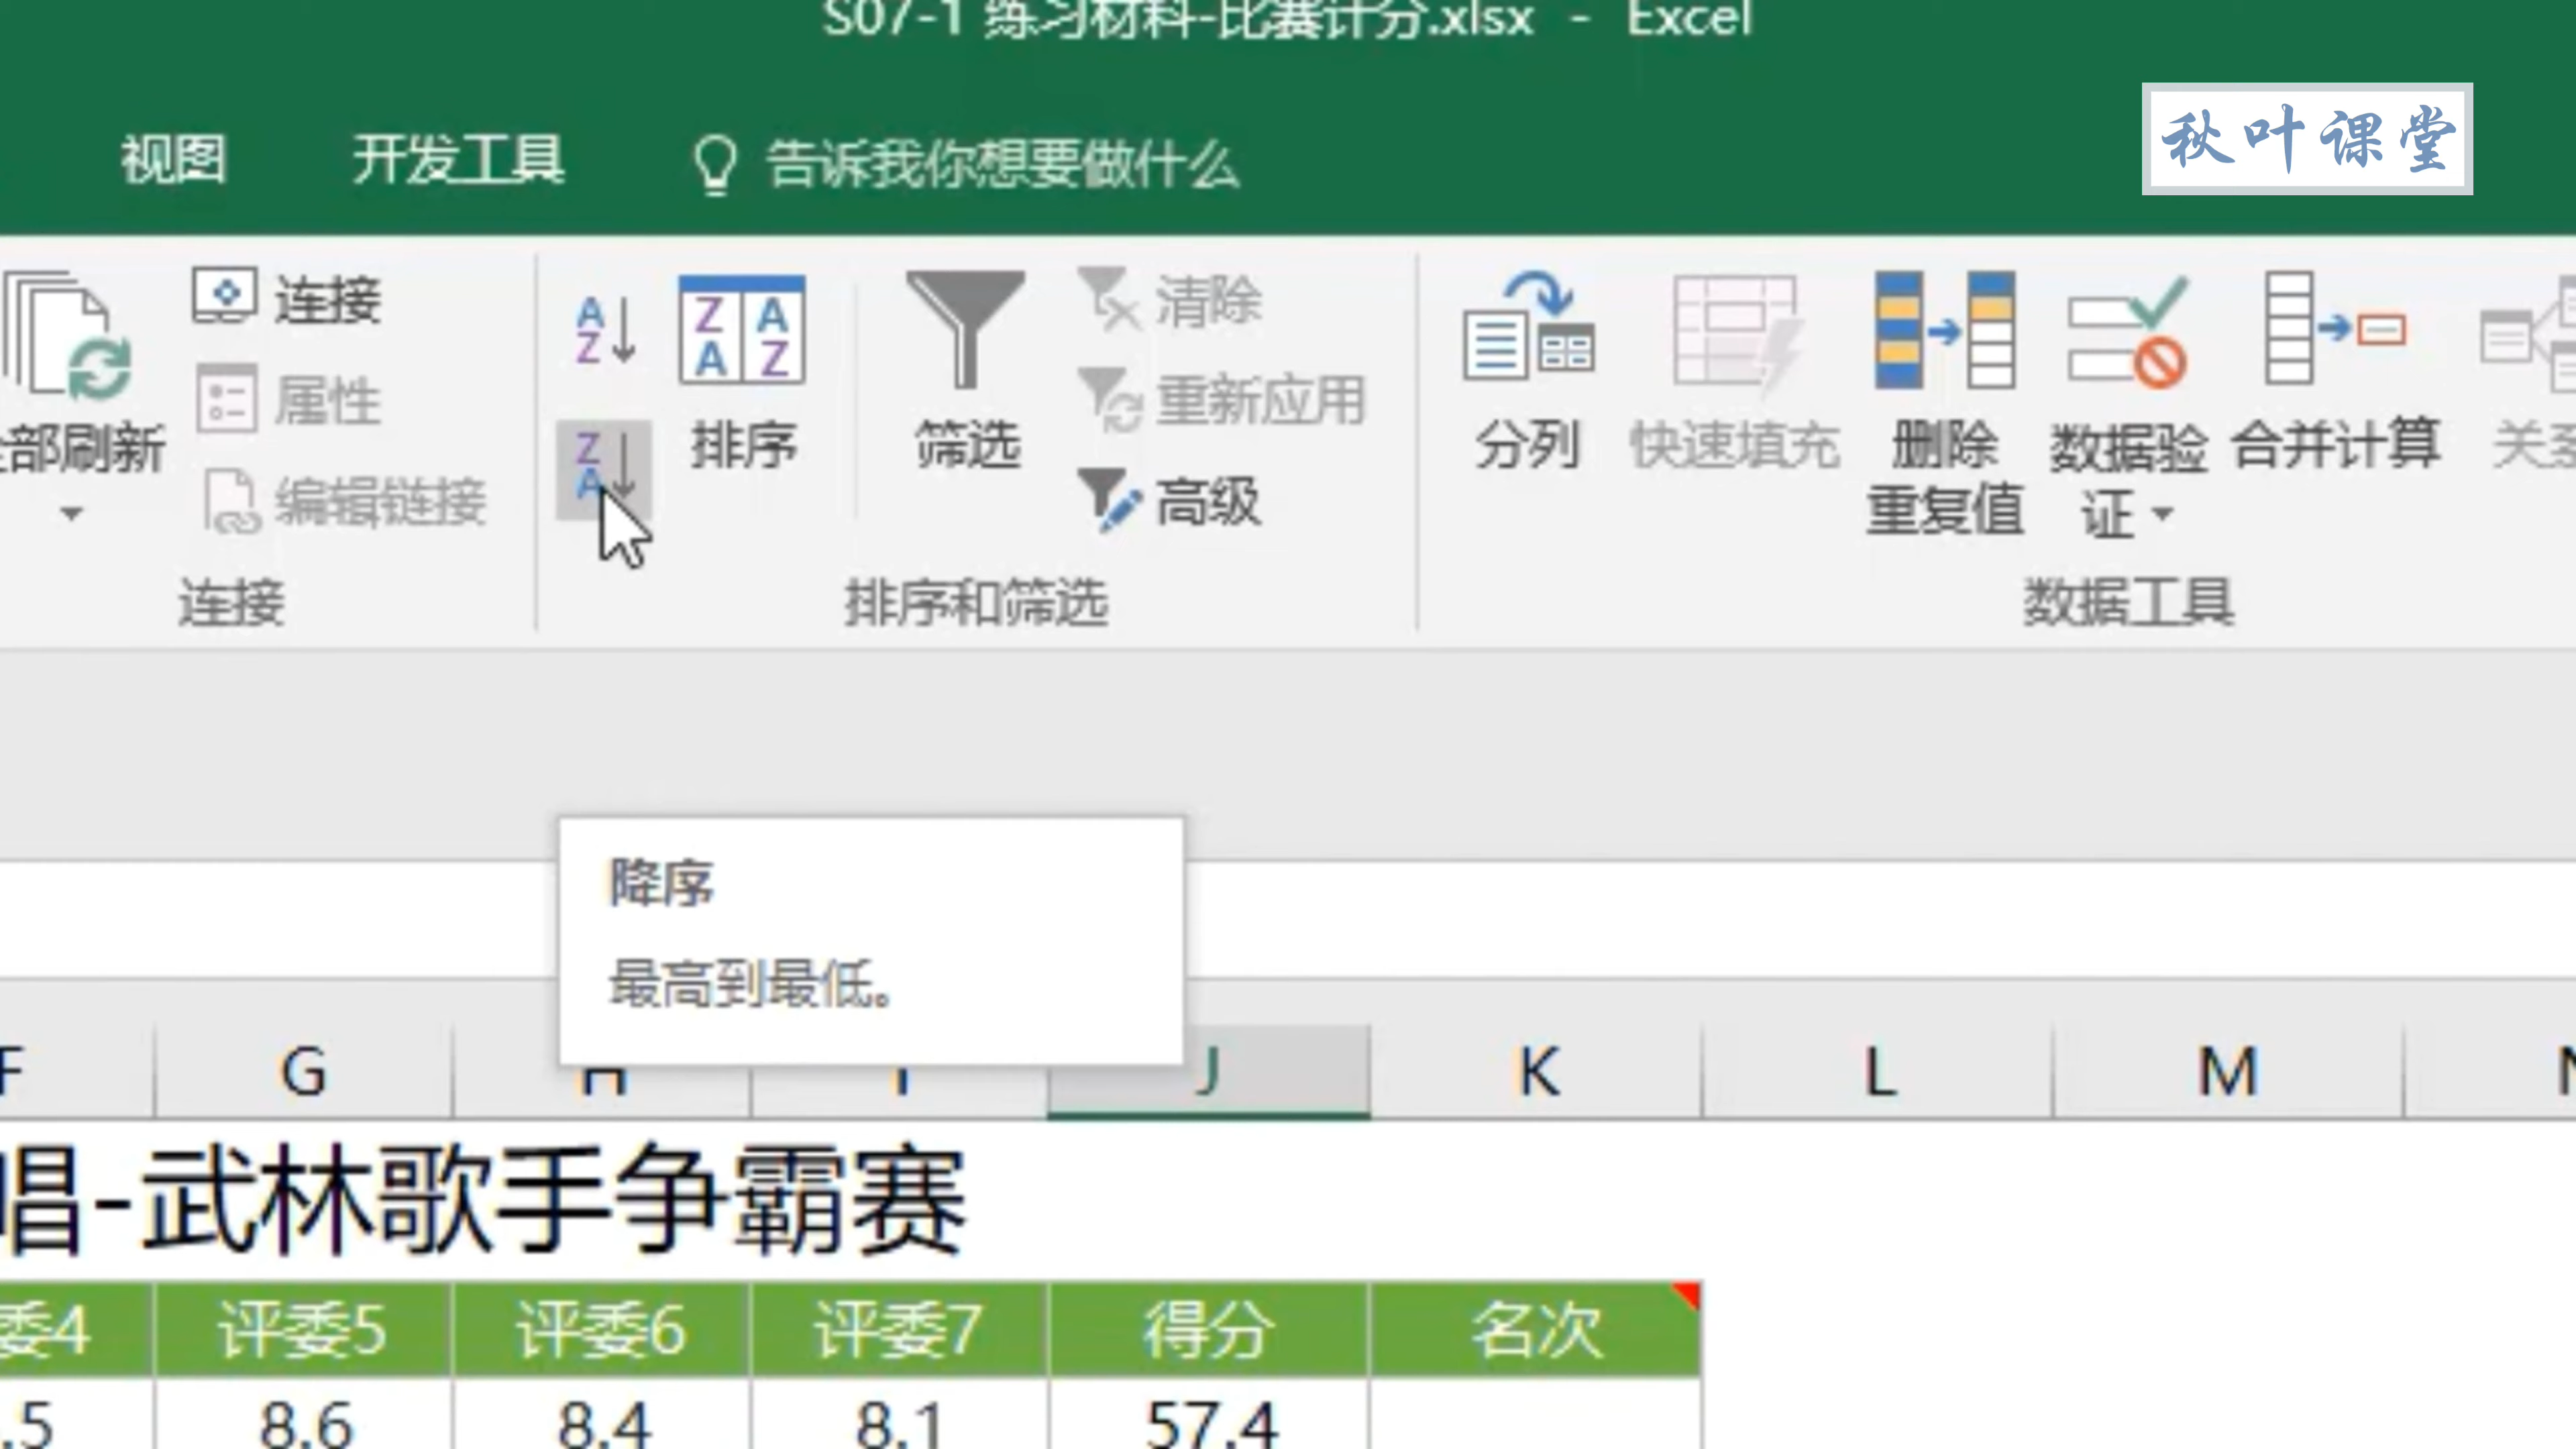 S07-1 练习材料-比赛计分.xlsx - Excel
秋叶课堂
视图 开发工具 告诉我你想要做什么
连接
属性
全部刷新
编辑链接
连接
排序
筛选
清除
重新应用
高级
排序和筛选
分列
快速填充
删除
重复值
数据验
证
合并计算
关系
数据工具
降序
最高到最低。
F G H I J K L M N
唱-武林歌手争霸赛
委4 评委5 评委6 评委7 得分 名次
.5 8.6 8.4 8.1 57.4